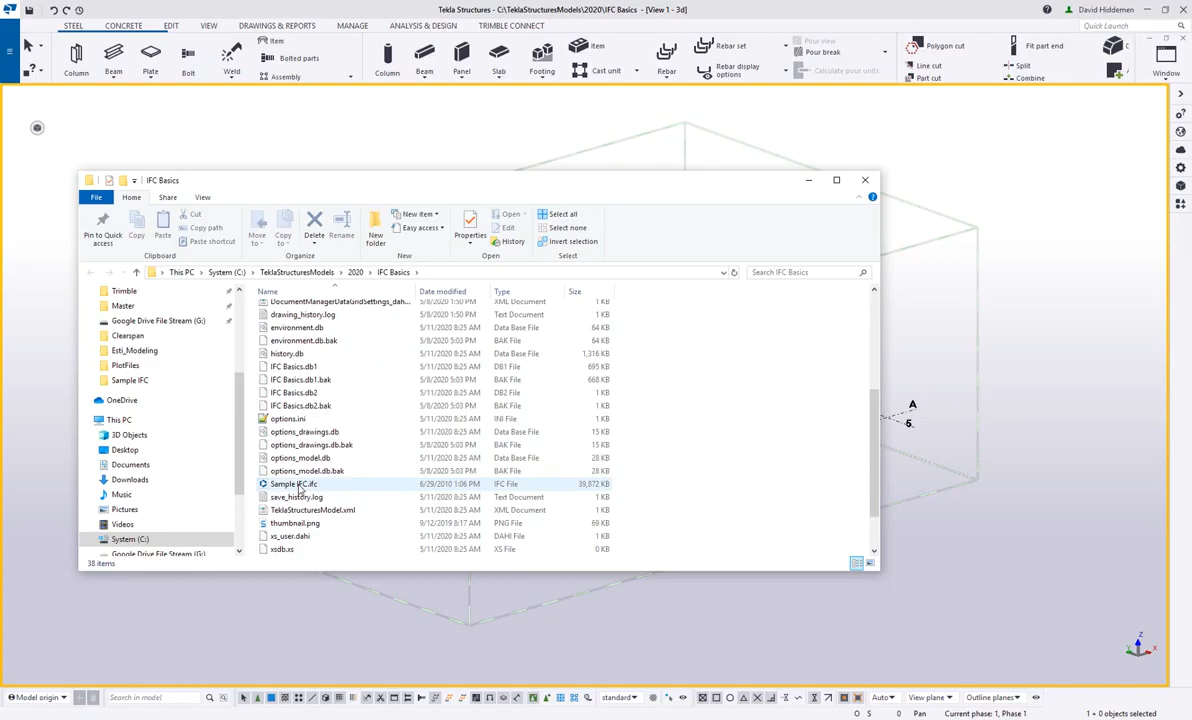 Tekla Structures - C:\TeklaStructuresModels\2020\IFC Basics - [View 1 - 3d]
David Hiddemen
STEEL CONCRETE EDIT VIEW DRAWINGS & REPORTS MANAGE ANALYSIS & DESIGN TRIMBLE CONNECT
Quick Launch
Column Beam Plate Bolt Weld
Item
Bolted parts
Assembly
Column Beam Panel Slab Footing
Item
Cast unit
Rebar
Rebar set
Rebar display options
Pour view
Pour break
Calculate pour units
Polygon cut
Line cut
Part cut
Fit part end
Split
Combine
Window
IFC Basics
File Home Share View
Pin to Quick access
Copy
Paste
Cut
Copy path
Paste shortcut
Clipboard
Move to
Copy to
Delete
Rename
Organize
New folder
New item
Easy access
New
Properties
Open
Edit
History
Open
Select all
Select none
Invert selection
Select
This PC > System (C:) > TeklaStructuresModels > 2020 > IFC Basics >
Search IFC Basics
Trimble
Master
Google Drive File Stream (G:)
Clearspan
Esti_Modeling
PlotFiles
Sample IFC
OneDrive
This PC
3D Objects
Desktop
Documents
Downloads
Music
Pictures
Videos
System (C:)
Google Drive File Stream (G:)
Name Date modified Type Size
DocumentManagerDataGridSettings_dah... 5/8/2020 1:50 PM XML Document 1 KB
drawing_history.log 5/8/2020 1:50 PM Text Document 1 KB
environment.db 5/11/2020 8:25 AM Data Base File 64 KB
environment.db.bak 5/8/2020 5:03 PM BAK File 64 KB
history.db 5/11/2020 8:25 AM Data Base File 1,316 KB
IFC Basics.db1 5/11/2020 8:25 AM DB1 File 695 KB
IFC Basics.db1.bak 5/8/2020 5:03 PM BAK File 668 KB
IFC Basics.db2 5/11/2020 8:25 AM DB2 File 1 KB
IFC Basics.db2.bak 5/8/2020 5:03 PM BAK File 1 KB
options.ini 5/11/2020 8:25 AM INI File 1 KB
options_drawings.db 5/11/2020 8:25 AM Data Base File 15 KB
options_drawings.db.bak 5/8/2020 5:03 PM BAK File 15 KB
options_model.db 5/11/2020 8:25 AM Data Base File 28 KB
options_model.db.bak 5/8/2020 5:03 PM BAK File 28 KB
Sample IFC.ifc 6/29/2010 1:06 PM IFC File 39,872 KB
save_history.log 5/11/2020 8:25 AM Text Document 1 KB
TeklaStructuresModel.xml 5/11/2020 8:25 AM XML Document 1 KB
thumbnail.png 9/12/2019 8:17 AM PNG File 69 KB
xs_user.dahi 5/11/2020 8:25 AM DAHI File 1 KB
xsdb.xs 5/11/2020 8:25 AM XS File 0 KB
38 items
A
5
Z
Y
X
Model origin
Search in model
standard
Auto
View plane
Outline planes
O S 0 Pan Current phase: 1, Phase 1 1 + 0 objects selected